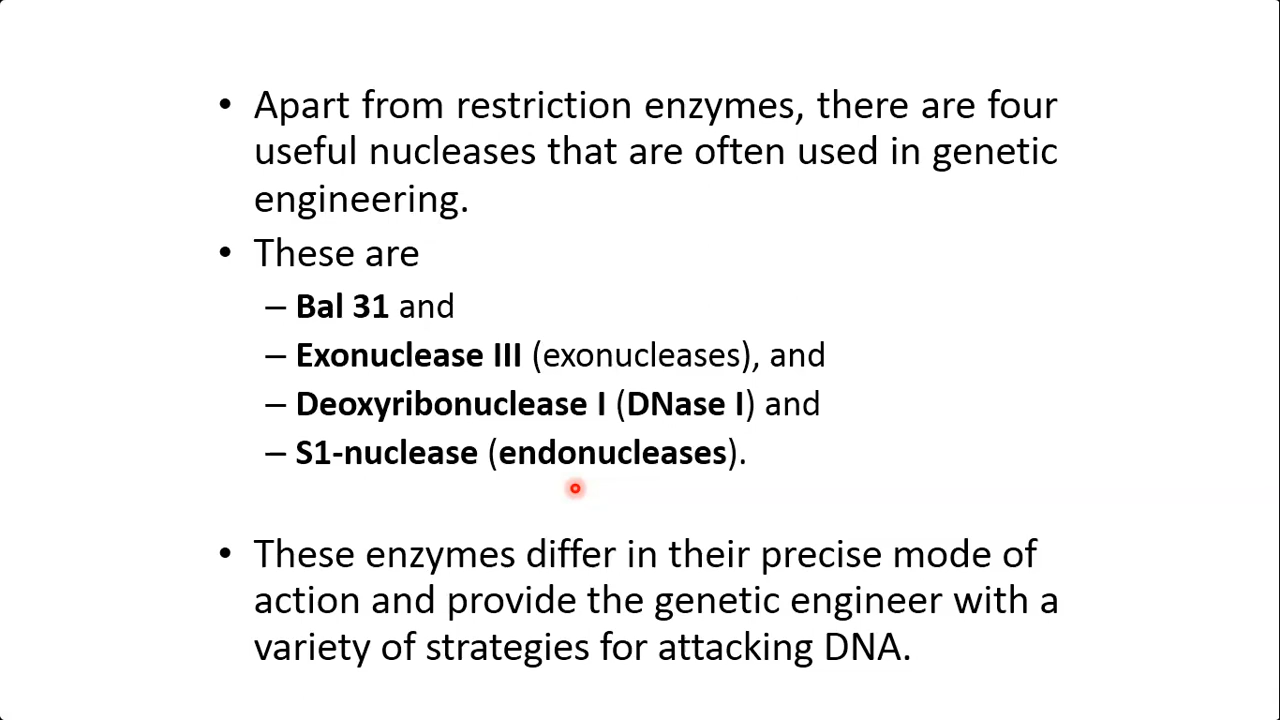 • Apart from restriction enzymes, there are four
useful nucleases that are often used in genetic
engineering.
• These are
– Bal 31 and
– Exonuclease III (exonucleases), and
– Deoxyribonuclease I (DNase I) and
– S1-nuclease (endonucleases).
• These enzymes differ in their precise mode of
action and provide the genetic engineer with a
variety of strategies for attacking DNA.